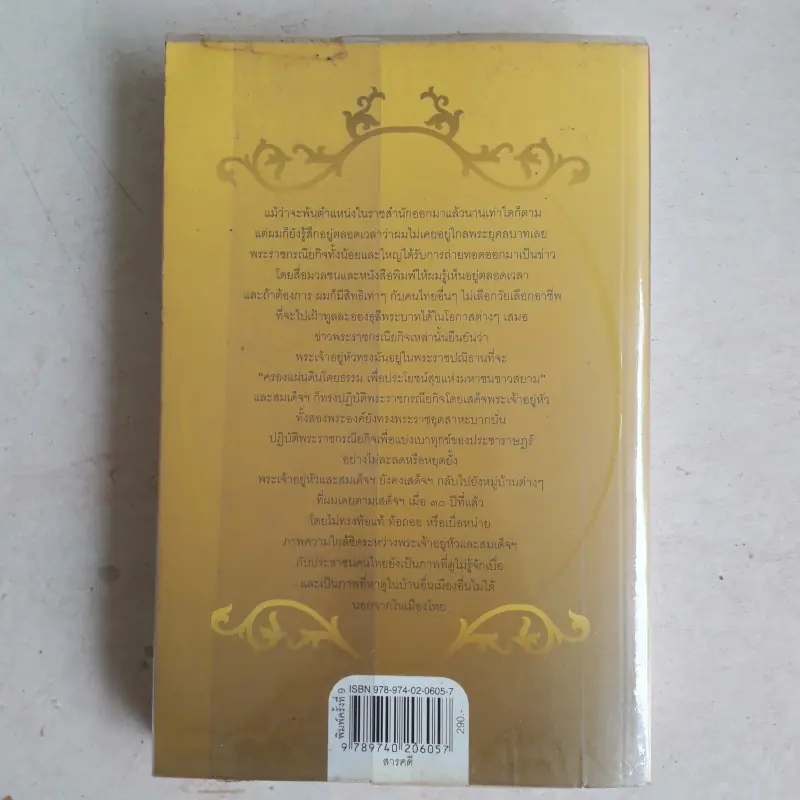 แม้ว่าจะพ้นตำแหน่งในราชสำนักออกมาแล้วนานเท่าใดก็ตาม
แต่ผมก็ยังรู้สึกอยู่ตลอดเวลาว่าผมไม่เคยอยู่ไกลพระยุคลบาทเลย
พระราชกรณียกิจทั้งน้อยและใหญ่ได้รับการถ่ายทอดออกมาเป็นข่าว
โดยสื่อมวลชนและหนังสือพิมพ์ให้ผมรู้เห็นอยู่ตลอดเวลา
และถ้าต้องการ ผมก็มีสิทธิเท่าๆ กับคนไทยอื่นๆ ไม่เลือกวัยเลือกอาชีพ
ที่จะไปเฝ้าทูลละอองธุลีพระบาทได้ในโอกาสต่างๆ เสมอ
ข่าวพระราชกรณียกิจเหล่านั้นยืนยันว่า
พระเจ้าอยู่หัวทรงมั่นอยู่ในพระราชปณิธานที่จะ
"ครองแผ่นดินโดยธรรม เพื่อประโยชน์สุขแห่งมหาชนชาวสยาม"
และสมเด็จฯ ก็ทรงปฏิบัติพระราชกรณียกิจโดยเสด็จพระเจ้าอยู่หัว
ทั้งสองพระองค์ยังทรงพระราชอุตสาหะบากบั่น
ปฏิบัติพระราชกรณียกิจเพื่อแบ่งเบาทุกข์ของประชาราษฎร์
อย่างไม่ละลดหรือหยุดยั้ง
พระเจ้าอยู่หัวและสมเด็จฯ ยังคงเสด็จฯ กลับไปยังหมู่บ้านต่างๆ
ที่ผมเคยตามเสด็จฯ เมื่อ ๓๐ ปีที่แล้ว
โดยไม่ทรงท้อแท้ ท้อถอย หรือเบื่อหน่าย
ภาพความใกล้ชิดระหว่างพระเจ้าอยู่หัวและสมเด็จฯ
กับประชาชนคนไทยยังเป็นภาพที่ดูไม่รู้จักเบื่อ
และเป็นภาพที่หาดูในบ้านอื่นเมืองอื่นไม่ได้
นอกจากในเมืองไทย
พิมพ์ครั้งที่ 9
ISBN 978-974-02-0605-7
290.-
9 789740 206057
สารคดี